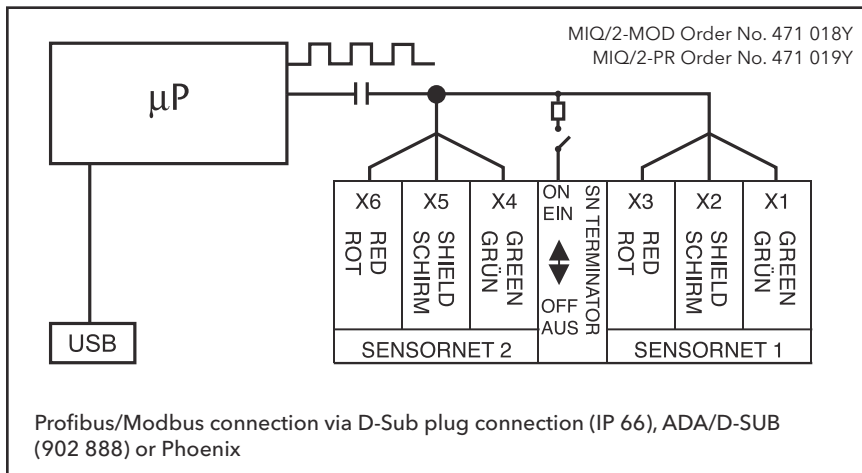 MIQ/2-MOD Order No. 471 018Y
MIQ/2-PR Order No. 471 019Y
µP
X6
RED
ROT
X5
SHIELD
SCHIRM
X4
GREEN
GRÜN
ON
EIN
OFF
AUS
SN TERMINATOR
X3
RED
ROT
X2
SHIELD
SCHIRM
X1
GREEN
GRÜN
USB
SENSORNET 2
SENSORNET 1
Profibus/Modbus connection via D-Sub plug connection (IP 66), ADA/D-SUB
(902 888) or Phoenix